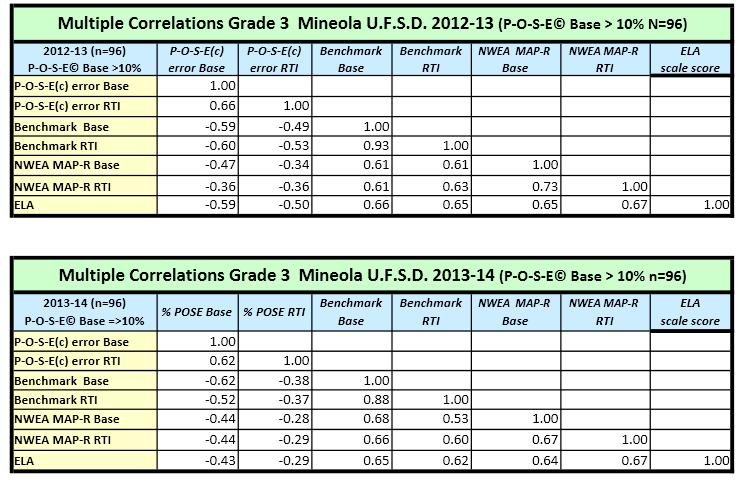 Multiple Correlations Grade 3 Mineola U.F.S.D. 2012-13 (P-O-S-E© Base > 10% N=96)
2012-13 (n=96) P-O-S-E(c) P-O-S-E(c) Benchmark Benchmark NWEA MAP-R NWEA MAP-R ELA
P-O-S-E© Base >10% error Base error RTI Base RTI Base RTI scale score
P-O-S-E(c) error Base 1.00
P-O-S-E(c) error RTI 0.66 1.00
Benchmark Base -0.59 -0.49 1.00
Benchmark RTI -0.60 -0.53 0.93 1.00
NWEA MAP-R Base -0.47 -0.34 0.61 0.61 1.00
NWEA MAP-R RTI -0.36 -0.36 0.61 0.63 0.73 1.00
ELA -0.59 -0.50 0.66 0.65 0.65 0.67 1.00
Multiple Correlations Grade 3 Mineola U.F.S.D. 2013-14 (P-O-S-E© Base > 10% n=96)
2013-14 (n=96) % POSE Base % POSE RTI Benchmark Benchmark NWEA MAP-R NWEA MAP-R ELA
P-O-S-E© Base =>10% Base RTI Base RTI scale score
P-O-S-E(c) error Base 1.00
P-O-S-E(c) error RTI 0.62 1.00
Benchmark Base -0.62 -0.38 1.00
Benchmark RTI -0.52 -0.37 0.88 1.00
NWEA MAP-R Base -0.44 -0.28 0.68 0.53 1.00
NWEA MAP-R RTI -0.44 -0.29 0.66 0.60 0.67 1.00
ELA -0.43 -0.29 0.65 0.62 0.64 0.67 1.00